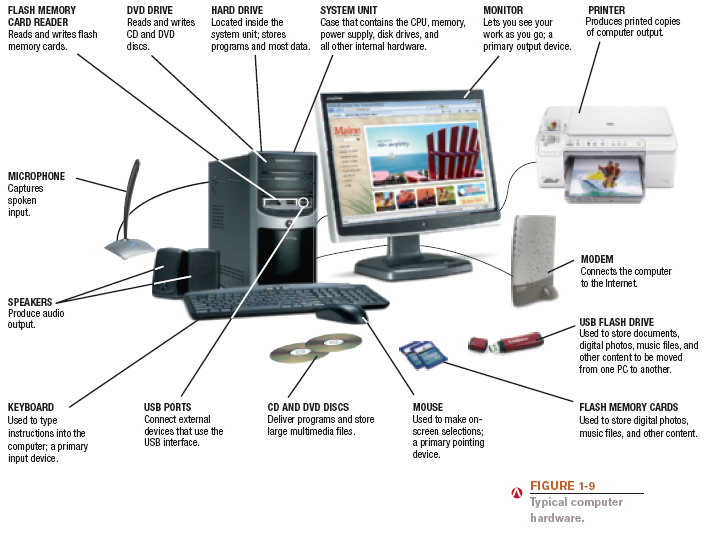 FLASH MEMORY
CARD READER
Reads and writes flash
memory cards.
DVD DRIVE
Reads and writes
CD and DVD
discs.
HARD DRIVE
Located inside the
system unit; stores
programs and most data.
SYSTEM UNIT
Case that contains the CPU, memory,
power supply, disk drives, and
all other internal hardware.
MONITOR
Lets you see your
work as you go; a
primary output device.
PRINTER
Produces printed copies
of computer output.
Maine
MICROPHONE
Captures
spoken
input.
MODEM
Connects the computer
to the Internet.
SPEAKERS
Produce audio
output.
USB FLASH DRIVE
Used to store documents,
digital photos, music files, and
other content to be moved
from one PC to another.
KEYBOARD
Used to type
instructions into the
computer; a primary
input device.
USB PORTS
Connect external
devices that use the
USB interface.
CD AND DVD DISCS
Deliver programs and store
large multimedia files.
MOUSE
Used to make on-
screen selections;
a primary pointing
device.
FLASH MEMORY CARDS
Used to store digital photos,
music files, and other content.
FIGURE 1-9
Typical computer
hardware.